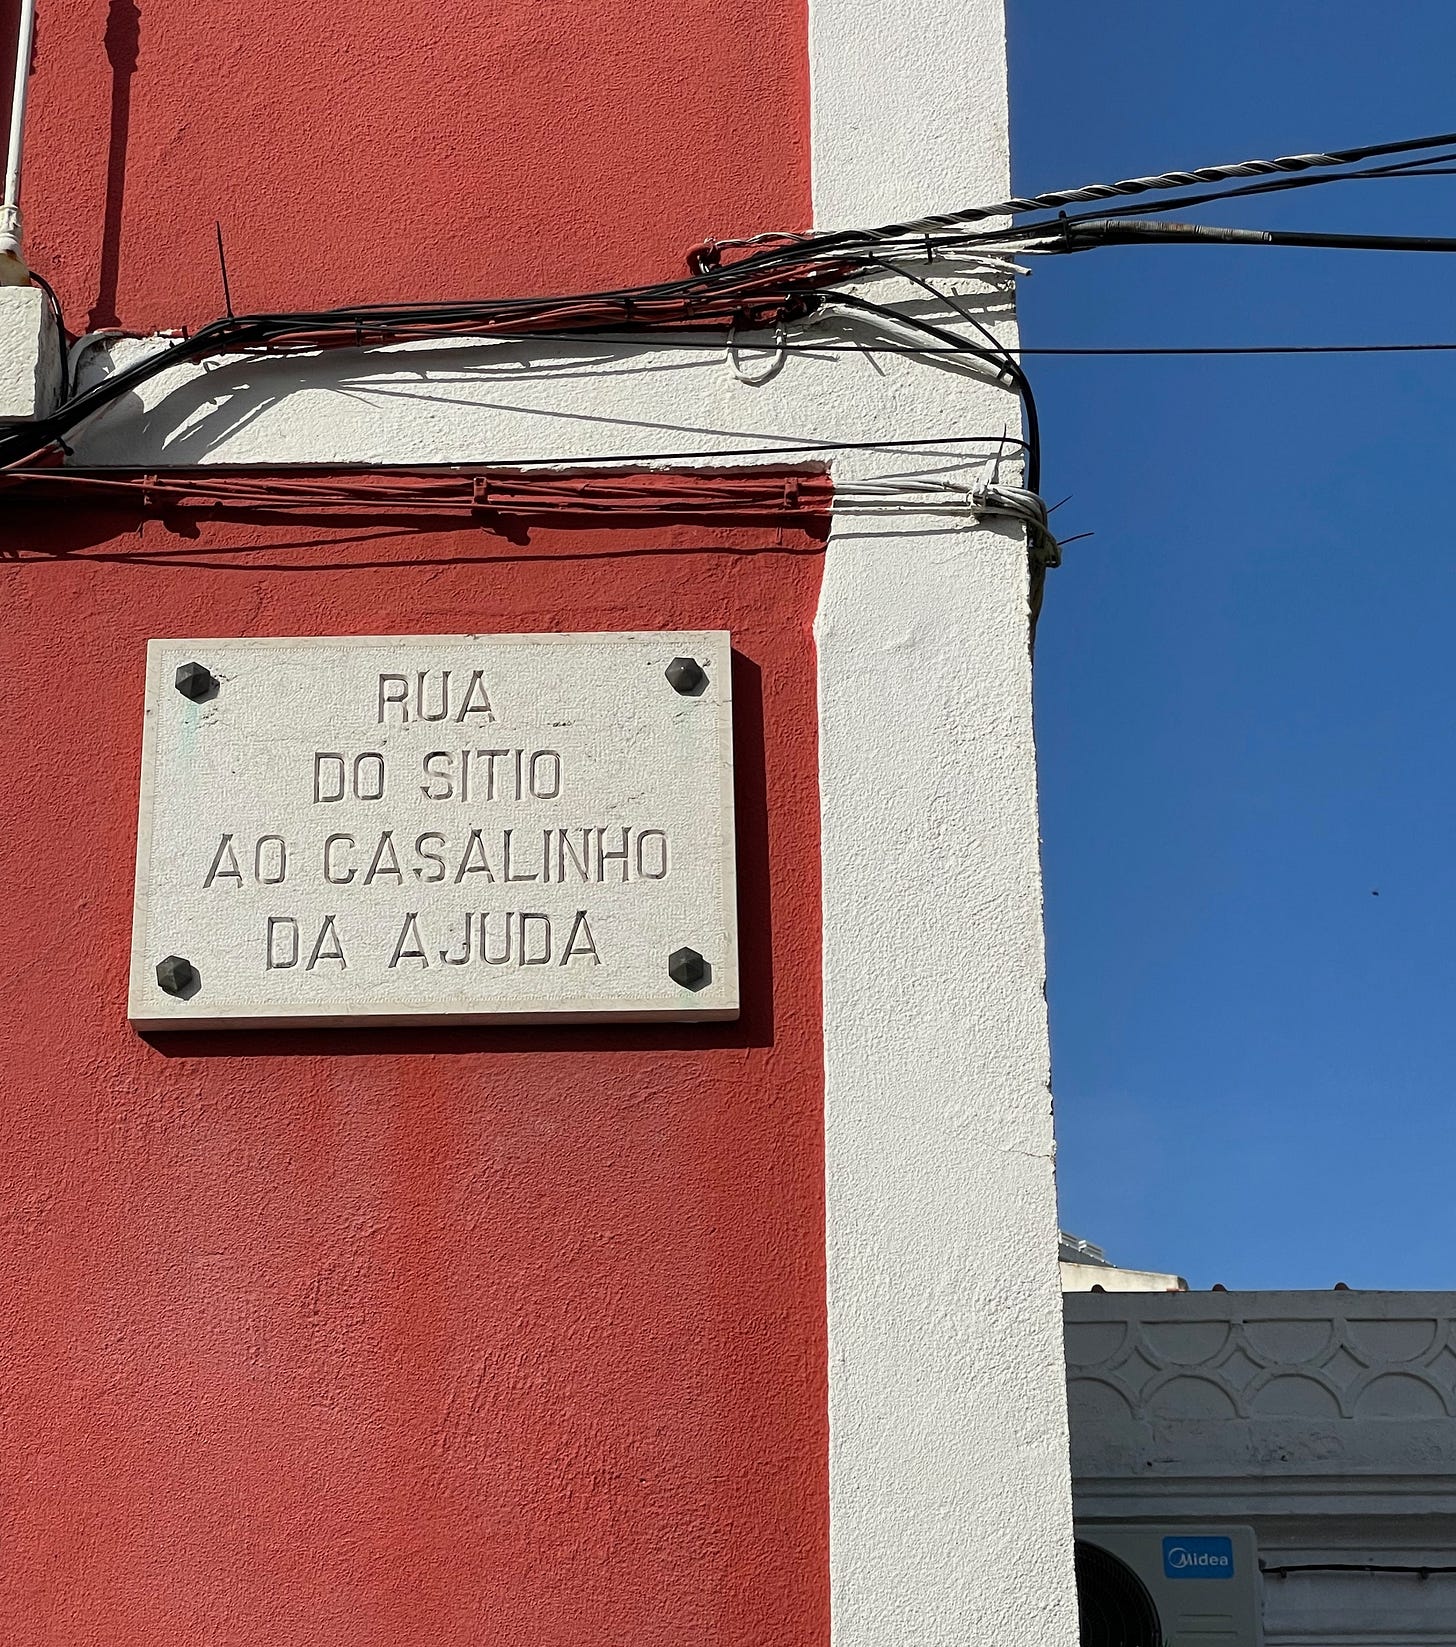 RUA
DO SITIO
AO CASALINHO
DA AJUDA
Midea